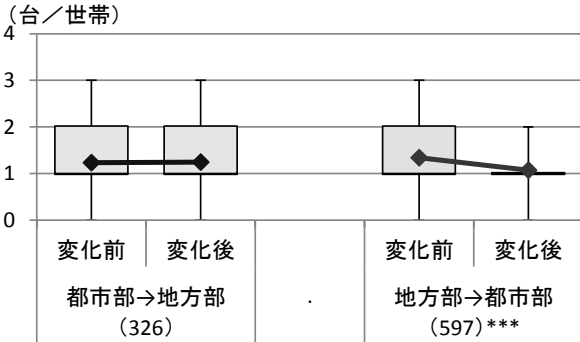 （台／世帯）
4
3
2
1
0
変化前 変化後 変化前 変化後
都市部→地方部 . 地方部→都市部
（326） （597）***